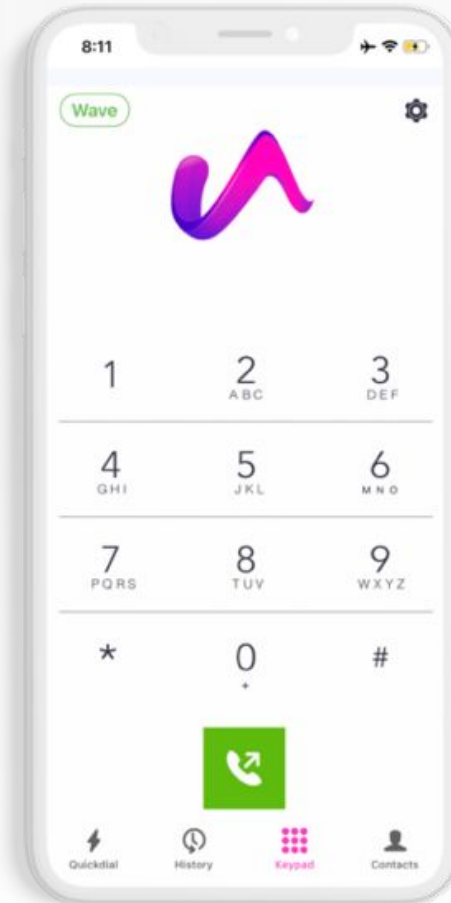 8:11
Wave
1 2 3
ABC DEF
4 5 6
GHI JKL MNO
7 8 9
PQRS TUV WXYZ
* 0 #
+
Quickdial History Keypad Contacts